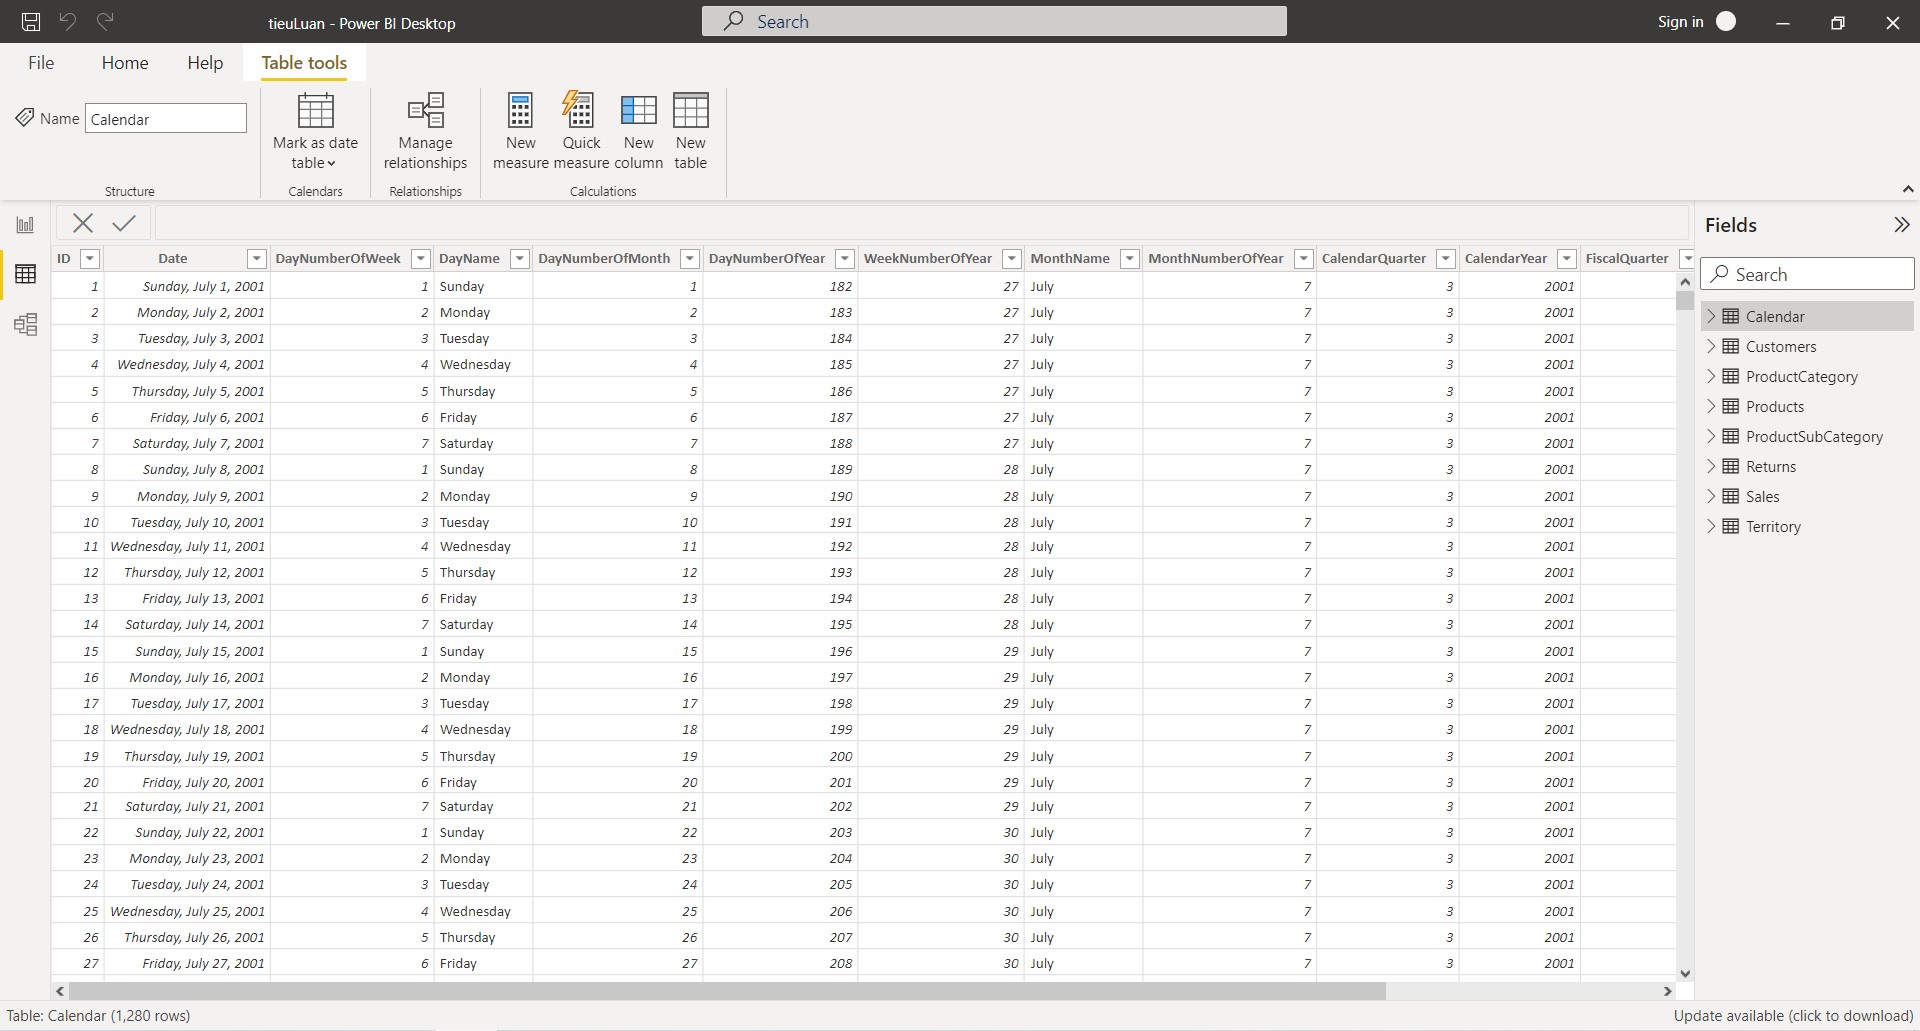 tieuLuan - Power BI Desktop
Search
Sign in
File Home Help Table tools
Name Calendar
Mark as date table
Manage relationships
New measure
Quick measure
New column
New table
Structure Calendars Relationships Calculations
Fields
Search
Calendar
Customers
ProductCategory
Products
ProductSubCategory
Returns
Sales
Territory
ID Date DayNumberOfWeek DayName DayNumberOfMonth DayNumberOfYear WeekNumberOfYear MonthName MonthNumberOfYear CalendarQuarter CalendarYear FiscalQuarter
1 Sunday, July 1, 2001 1 Sunday 1 182 27 July 7 3 2001
2 Monday, July 2, 2001 2 Monday 2 183 27 July 7 3 2001
3 Tuesday, July 3, 2001 3 Tuesday 3 184 27 July 7 3 2001
4 Wednesday, July 4, 2001 4 Wednesday 4 185 27 July 7 3 2001
5 Thursday, July 5, 2001 5 Thursday 5 186 27 July 7 3 2001
6 Friday, July 6, 2001 6 Friday 6 187 27 July 7 3 2001
7 Saturday, July 7, 2001 7 Saturday 7 188 27 July 7 3 2001
8 Sunday, July 8, 2001 1 Sunday 8 189 28 July 7 3 2001
9 Monday, July 9, 2001 2 Monday 9 190 28 July 7 3 2001
10 Tuesday, July 10, 2001 3 Tuesday 10 191 28 July 7 3 2001
11 Wednesday, July 11, 2001 4 Wednesday 11 192 28 July 7 3 2001
12 Thursday, July 12, 2001 5 Thursday 12 193 28 July 7 3 2001
13 Friday, July 13, 2001 6 Friday 13 194 28 July 7 3 2001
14 Saturday, July 14, 2001 7 Saturday 14 195 28 July 7 3 2001
15 Sunday, July 15, 2001 1 Sunday 15 196 29 July 7 3 2001
16 Monday, July 16, 2001 2 Monday 16 197 29 July 7 3 2001
17 Tuesday, July 17, 2001 3 Tuesday 17 198 29 July 7 3 2001
18 Wednesday, July 18, 2001 4 Wednesday 18 199 29 July 7 3 2001
19 Thursday, July 19, 2001 5 Thursday 19 200 29 July 7 3 2001
20 Friday, July 20, 2001 6 Friday 20 201 29 July 7 3 2001
21 Saturday, July 21, 2001 7 Saturday 21 202 29 July 7 3 2001
22 Sunday, July 22, 2001 1 Sunday 22 203 30 July 7 3 2001
23 Monday, July 23, 2001 2 Monday 23 204 30 July 7 3 2001
24 Tuesday, July 24, 2001 3 Tuesday 24 205 30 July 7 3 2001
25 Wednesday, July 25, 2001 4 Wednesday 25 206 30 July 7 3 2001
26 Thursday, July 26, 2001 5 Thursday 26 207 30 July 7 3 2001
27 Friday, July 27, 2001 6 Friday 27 208 30 July 7 3 2001
Table: Calendar (1,280 rows)
Update available (click to download)